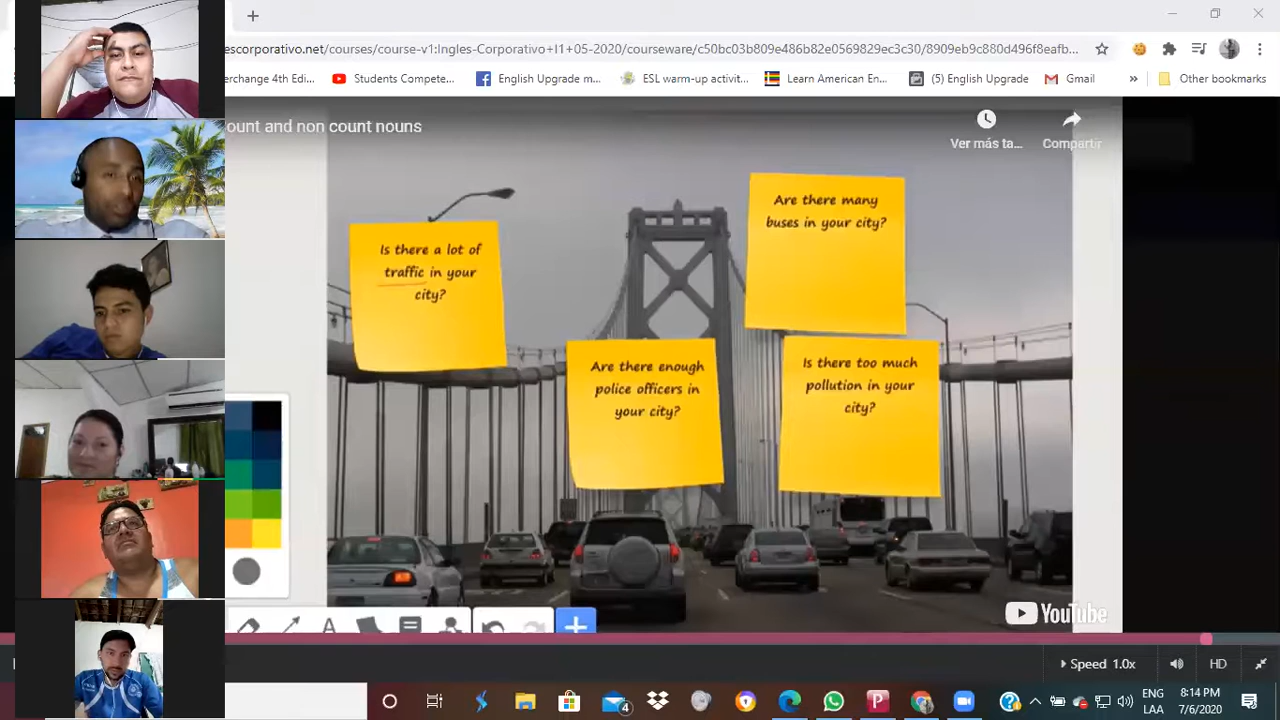 escorporativo.net/courses/course-v1:Ingles-Corporativo+I1+05-2020/courseware/
erchange 4th Edi...
Students Compete...
English Upgrade m...
ESL warm-up activit...
Learn American En...
(5) English Upgrade
Gmail
»
Other bookmarks
ount and non count nouns
Ver más ta...
Compartir
Is there a lot of
traffic in your
city?
Are there many
buses in your city?
Are there enough
police officers in
your city?
Is there too much
pollution in your
city?
YouTube
Speed 1.0x
HD
4
ENG
LAA
8:14 PM
7/6/2020